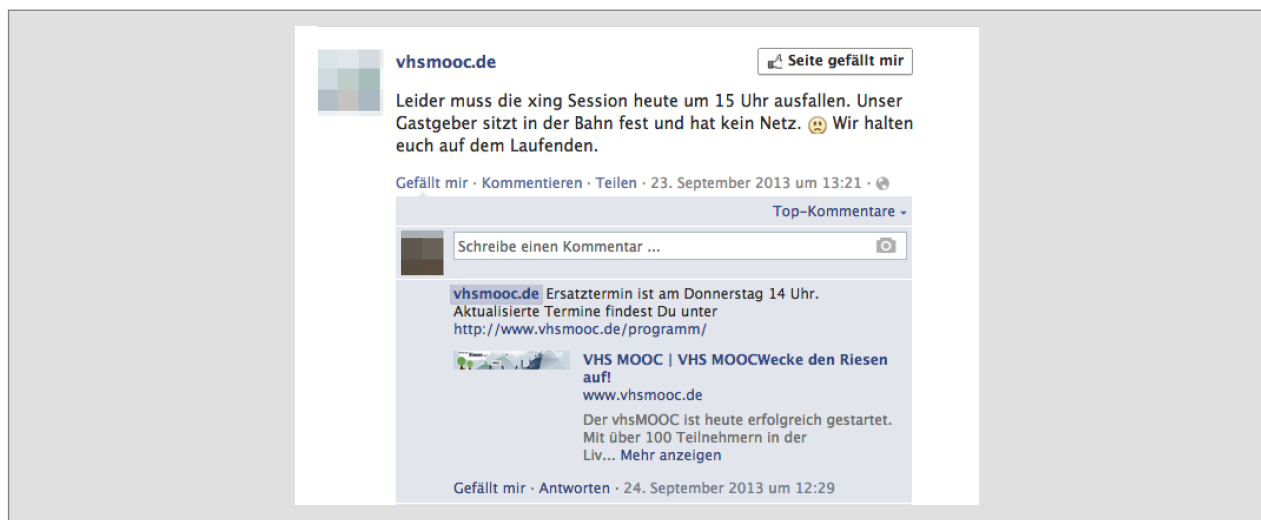 vhsmooc.de
Seite gefällt mir
Leider muss die xing Session heute um 15 Uhr ausfallen. Unser
Gastgeber sitzt in der Bahn fest und hat kein Netz. Wir halten
euch auf dem Laufenden.
Gefällt mir · Kommentieren · Teilen · 23. September 2013 um 13:21 ·
Top-Kommentare
Schreibe einen Kommentar ...
vhsmooc.de Ersatztermin ist am Donnerstag 14 Uhr.
Aktualisierte Termine findest Du unter
http://www.vhsmooc.de/programm/
VHS MOOC | VHS MOOCWecke den Riesen
auf!
www.vhsmooc.de
Der vhsMOOC ist heute erfolgreich gestartet.
Mit über 100 Teilnehmern in der
Liv... Mehr anzeigen
Gefällt mir · Antworten · 24. September 2013 um 12:29